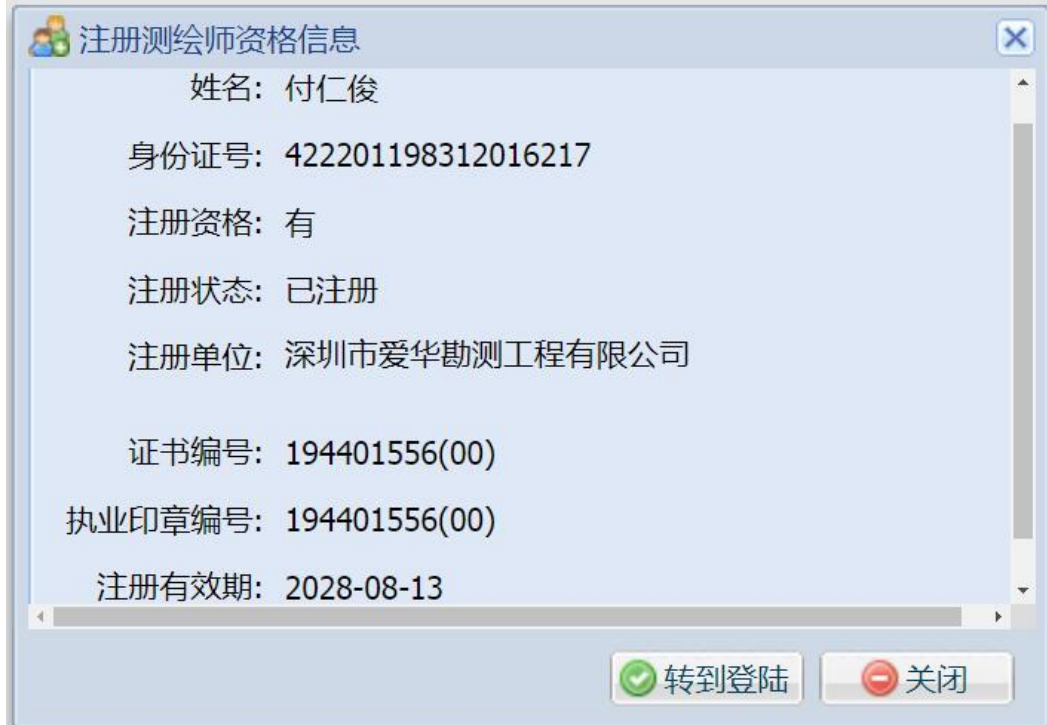 注册测绘师资格信息
姓名: 付仁俊
身份证号: 422201198312016217
注册资格: 有
注册状态: 已注册
注册单位: 深圳市爱华勘测工程有限公司
证书编号: 194401556(00)
执业印章编号: 194401556(00)
注册有效期: 2028-08-13
转到登陆 关闭